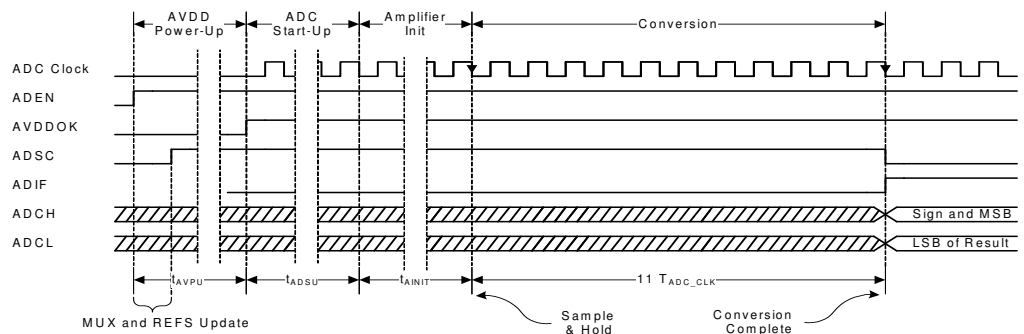 AVDD
Power-Up
ADC
Start-Up
Amplifier
Init
Conversion
ADC Clock
ADEN
AVDDOK
ADSC
ADIF
ADCH
Sign and MSB
ADCL
LSB of Result
tAVPU
tADSU
tAINIT
11 TADC_CLK
MUX and REFS Update
Sample
& Hold
Conversion
Complete